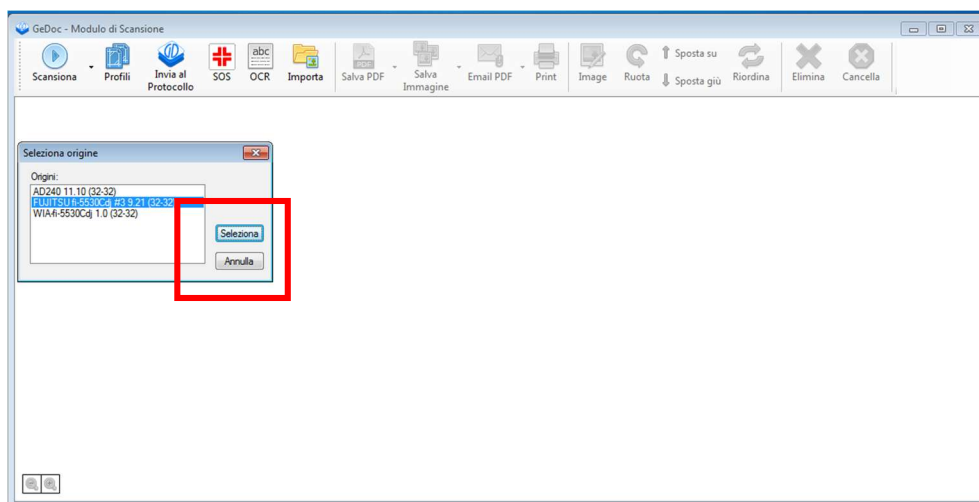 GeDoc - Modulo di Scansione
Scansiona
Profili
Invia al
Protocollo
SOS
abc
OCR
Importa
PDF
Salva PDF
Salva
Immagine
Email PDF
Print
Image
Ruota
Sposta su
Sposta giù
Riordina
Elimina
Cancella
Seleziona origine
Origini:
AD240 11.10 (32-32)
FUJITSU fi-5530Cdj #3 9.21 (32-32)
WIA-fi-5530Cdj 1.0 (32-32)
Seleziona
Annulla